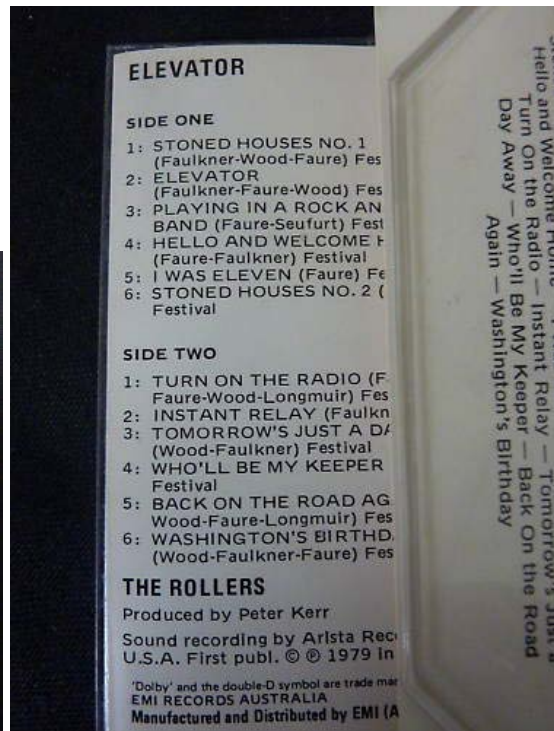 ELEVATOR
SIDE ONE
1: STONED HOUSES NO. 1
(Faulkner-Wood-Faure) Fes
2: ELEVATOR
(Faulkner-Faure-Wood) Fes
3: PLAYING IN A ROCK AN
BAND (Faure-Seufurt) Fest
4: HELLO AND WELCOME H
(Faure-Faulkner) Festival
5: I WAS ELEVEN (Faure) Fe
6: STONED HOUSES NO. 2 (
Festival
SIDE TWO
1: TURN ON THE RADIO (F
Faure-Wood-Longmuir) Fes
2: INSTANT RELAY (Faulkn
3: TOMORROW'S JUST A DA
(Wood-Faulkner) Festival
4: WHO'LL BE MY KEEPER
Festival
5: BACK ON THE ROAD AG
Wood-Faure-Longmuir) Fes
6: WASHINGTON'S BIRTHD
(Wood-Faulkner-Faure) Fes
THE ROLLERS
Produced by Peter Kerr
Sound recording by Arista Reco
U.S.A. First publ. © ℗ 1979 in
'Dolby' and the double-D symbol are trade mar
EMI RECORDS AUSTRALIA
Manufactured and Distributed by EMI (A
Hello and Welcome Home
Turn On the Radio — Instant Relay — Tomorrow's Just a
Day Away — Who'll Be My Keeper — Back On the Road
Again — Washington's Birthday